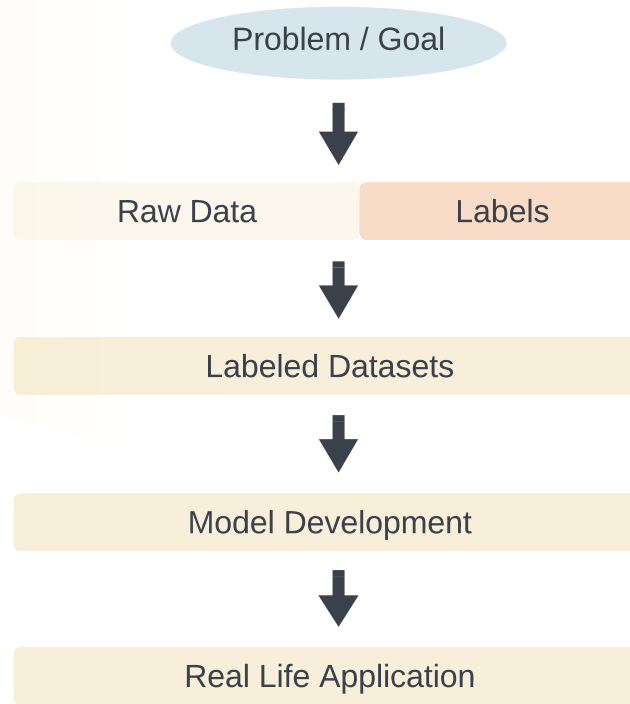 Problem / Goal
Raw Data
Labels
Labeled Datasets
Model Development
Real Life Application